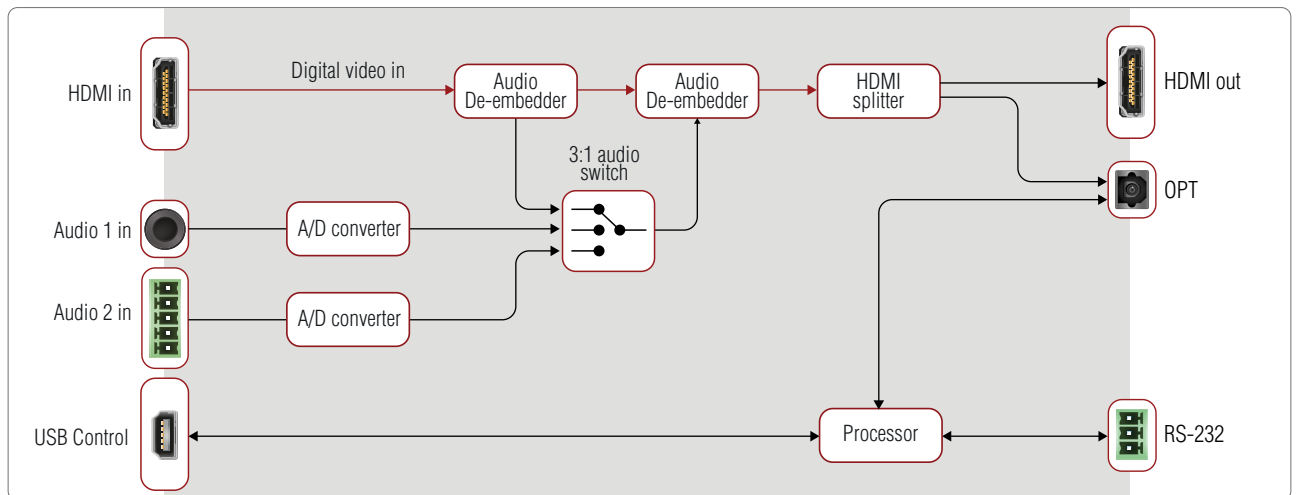 HDMI in
Digital video in
Audio
De-embedder
Audio
De-embedder
HDMI
splitter
HDMI out
3:1 audio
switch
OPT
Audio 1 in
A/D converter
Audio 2 in
A/D converter
USB Control
Processor
RS-232